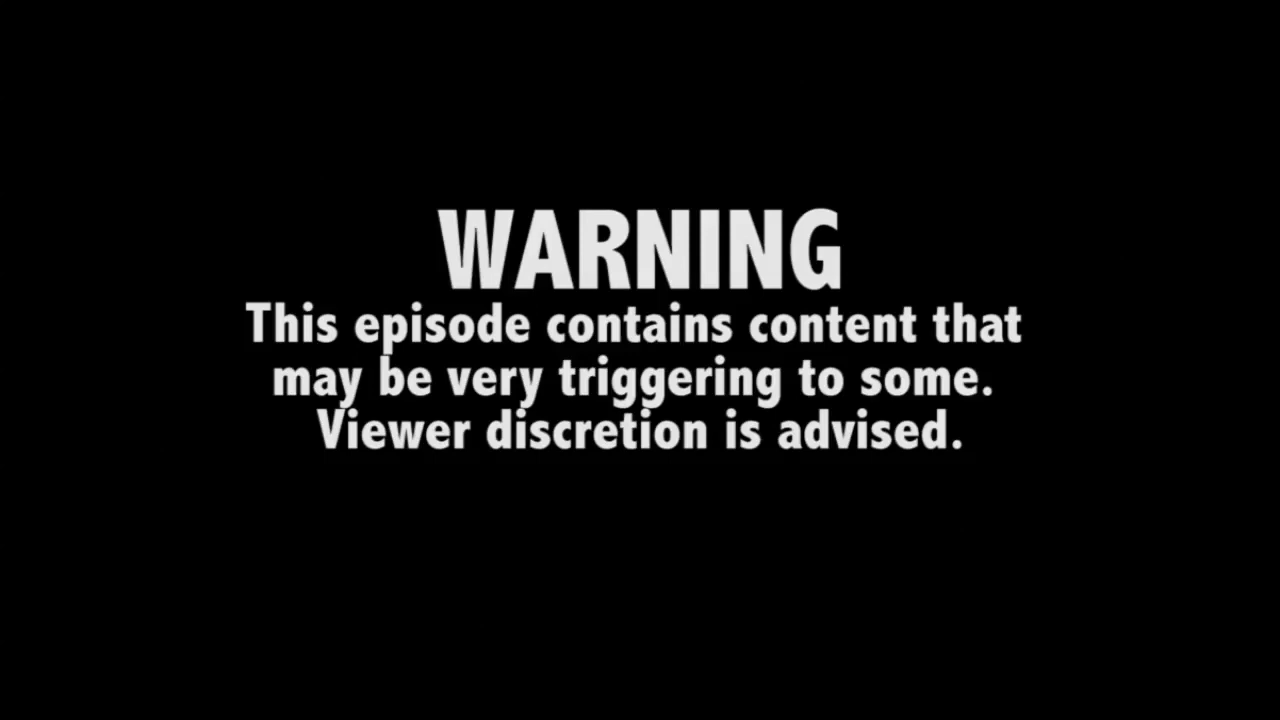 WARNING
This episode contains content that
may be very triggering to some.
Viewer discretion is advised.